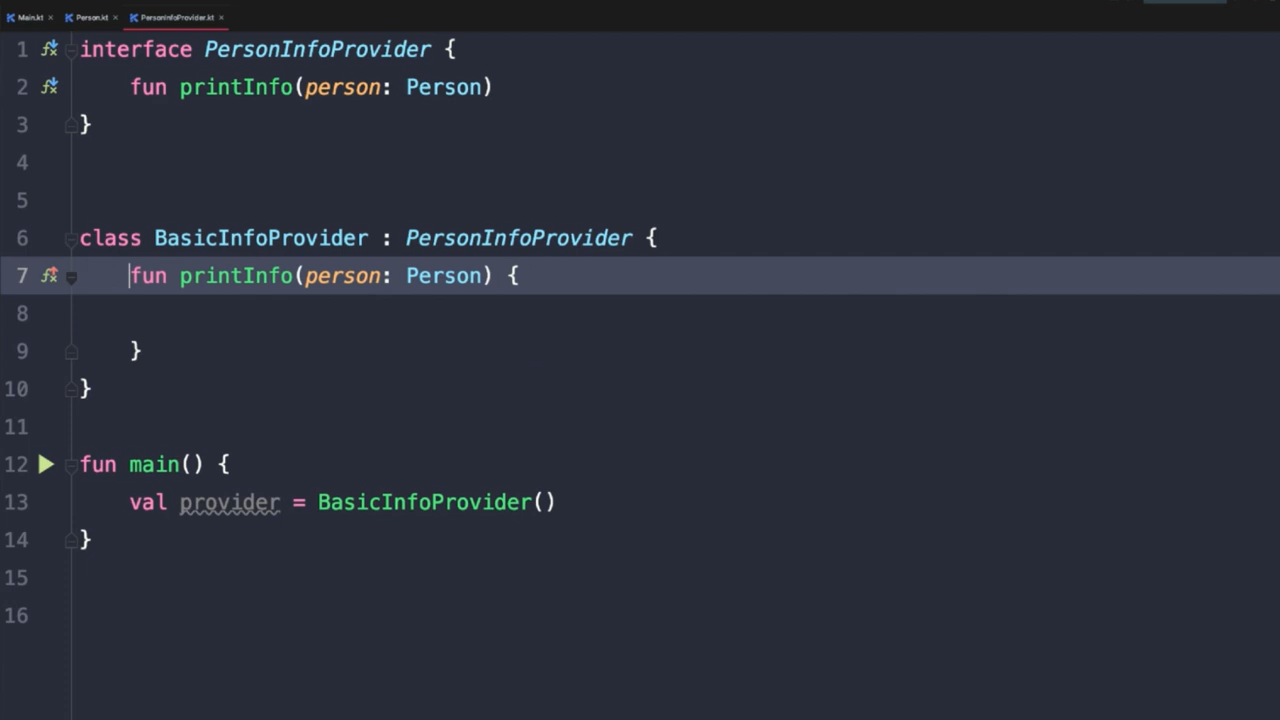 Main.kt × Person.kt × PersonInfoProvider.kt ×
1 interface PersonInfoProvider {
2 fun printInfo(person: Person)
3 }
4
5
6 class BasicInfoProvider : PersonInfoProvider {
7 fun printInfo(person: Person) {
8
9 }
10 }
11
12 fun main() {
13 val provider = BasicInfoProvider()
14 }
15
16